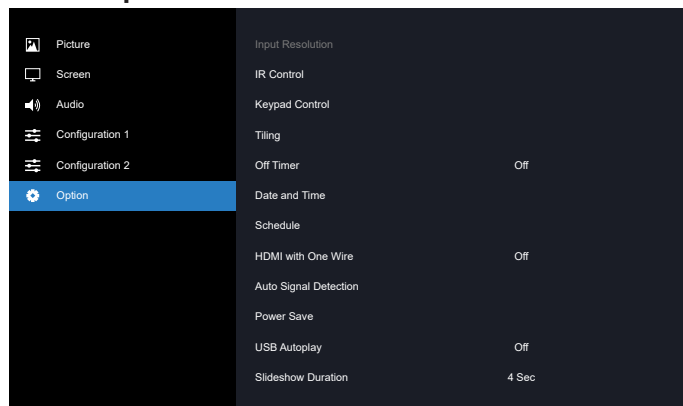 Picture
Screen
Audio
Configuration 1
Configuration 2
Option
Input Resolution
IR Control
Keypad Control
Tiling
Off Timer Off
Date and Time
Schedule
HDMI with One Wire Off
Auto Signal Detection
Power Save
USB Autoplay Off
Slideshow Duration 4 Sec